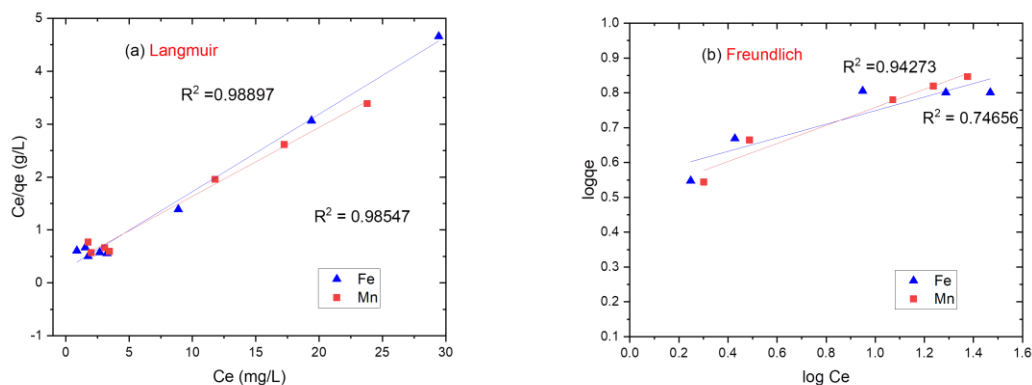 5
4
3
2
1
0
-1
Ce/qe (g/L)
(a) Langmuir
R² =0.98897
R² = 0.98547
Fe
Mn
0 5 10 15 20 25 30
Ce (mg/L)
1.0
0.9
0.8
0.7
0.6
0.5
0.4
0.3
0.2
0.1
logqe
(b) Freundlich
R² =0.94273
R² = 0.74656
Fe
Mn
0.0 0.2 0.4 0.6 0.8 1.0 1.2 1.4 1.6
log Ce